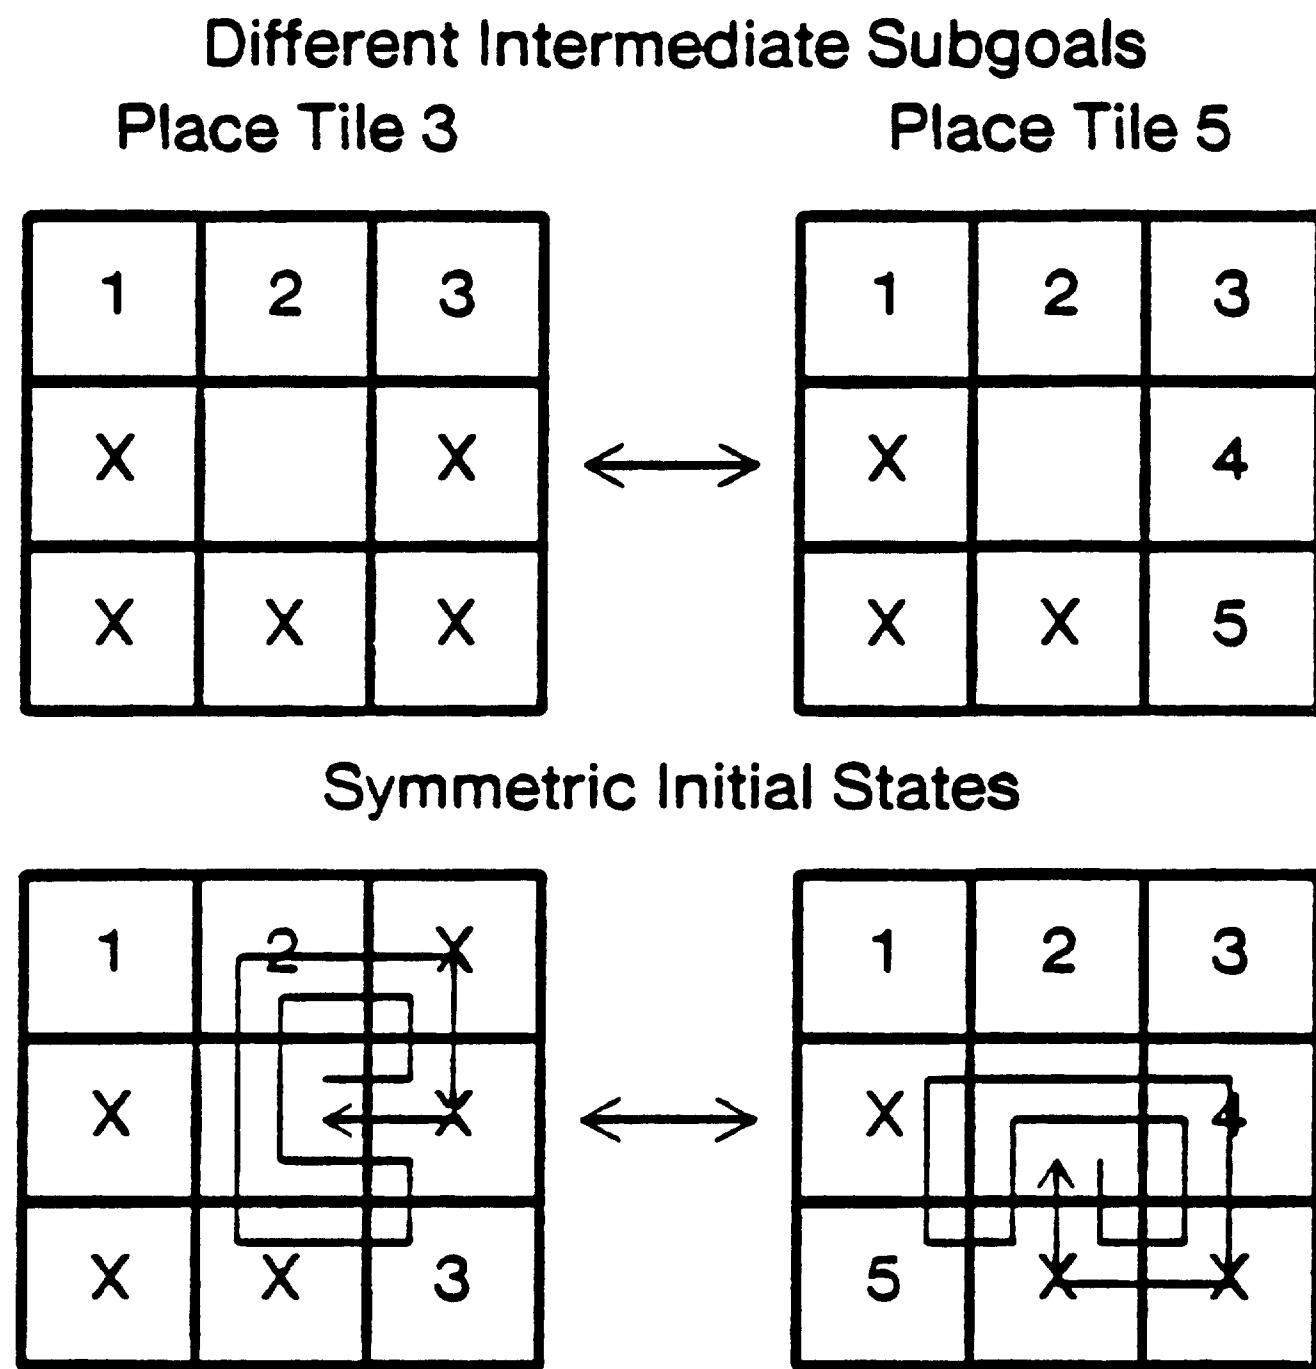 Different Intermediate Subgoals
Place Tile 3 Place Tile 5
1 2 3 1 2 3
X X X 4
X X X X X 5
Symmetric Initial States
1 2 X 1 2 3
X X X 4
X X 3 5 X X